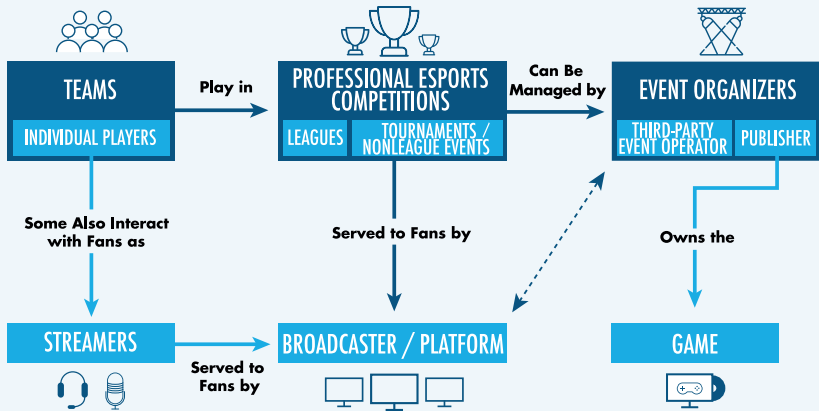 TEAMS
INDIVIDUAL PLAYERS
Play in
PROFESSIONAL ESPORTS
COMPETITIONS
LEAGUES
TOURNAMENTS /
NONLEAGUE EVENTS
Can Be
Managed by
EVENT ORGANIZERS
THIRD-PARTY
EVENT OPERATOR
PUBLISHER
Some Also Interact
with Fans as
Served to Fans by
Owns the
STREAMERS
Served to
Fans by
BROADCASTER / PLATFORM
GAME